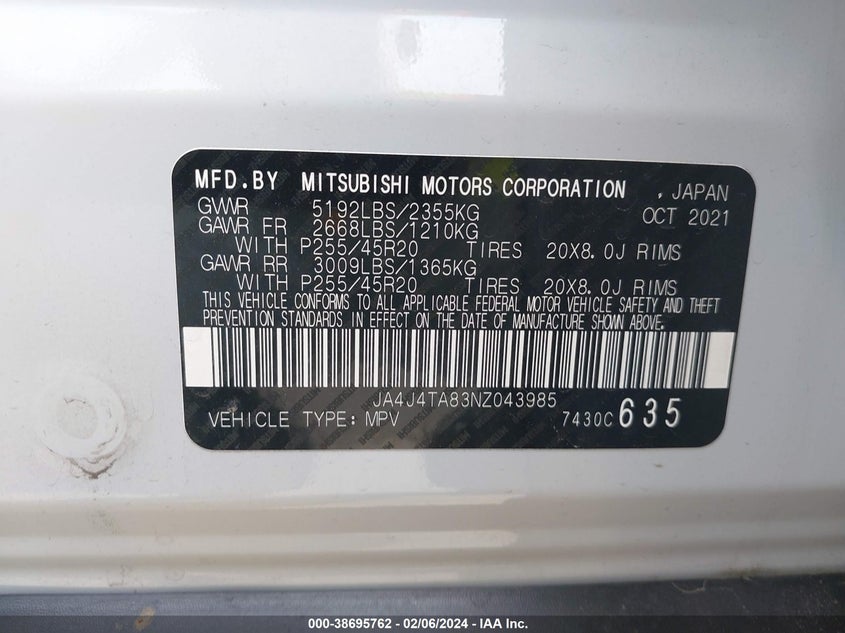 MFD.BY MITSUBISHI MOTORS CORPORATION , JAPAN
GVWR 5192LBS/2355KG OCT 2021
GAWR FR 2668LBS/1210KG
WITH P255/45R20 TIRES 20X8.0J RIMS
GAWR RR 3009LBS/1365KG
WITH P255/45R20 TIRES 20X8.0J RIMS
THIS VEHICLE CONFORMS TO ALL APPLICABLE FEDERAL MOTOR VEHICLE SAFETY AND THEFT
PREVENTION STANDARDS IN EFFECT ON THE DATE OF MANUFACTURE SHOWN ABOVE.
JA4J4TA83NZ043985
VEHICLE TYPE: MPV 7430C 635
000-38695762 - 02/06/2024 - IAA Inc.